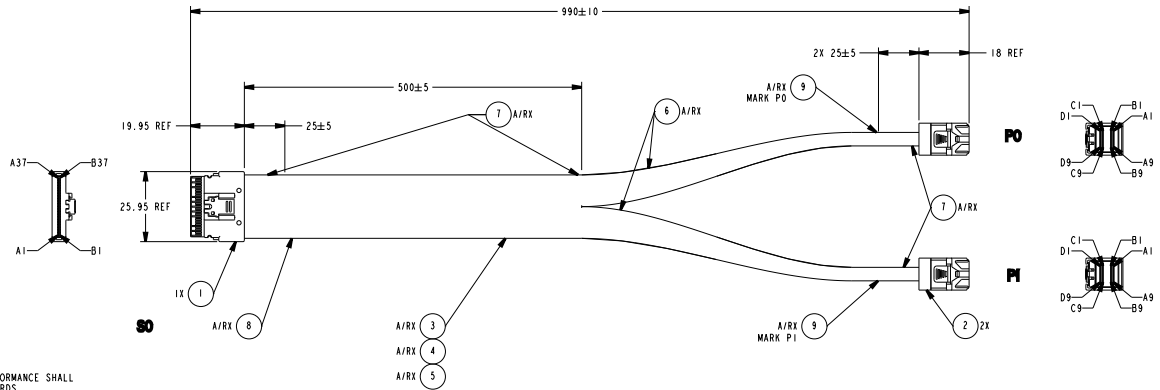 990±10
2X 25±5
18 REF
500±5
A/RX 9
MARK P0
6 A/RX
7 A/RX
19.95 REF
25±5
C1
B1
D1
A1
P0
A37
B37
D9
A9
C9
B9
25.95 REF
7 A/RX
C1
B1
D1
A1
A1
B1
P1
D9
A9
C9
B9
1X 1
S0
A/RX 8
A/RX 3
A/RX 4
A/RX 5
A/RX 9
MARK P1
2 2X
ORMANCE SHALL
RDS